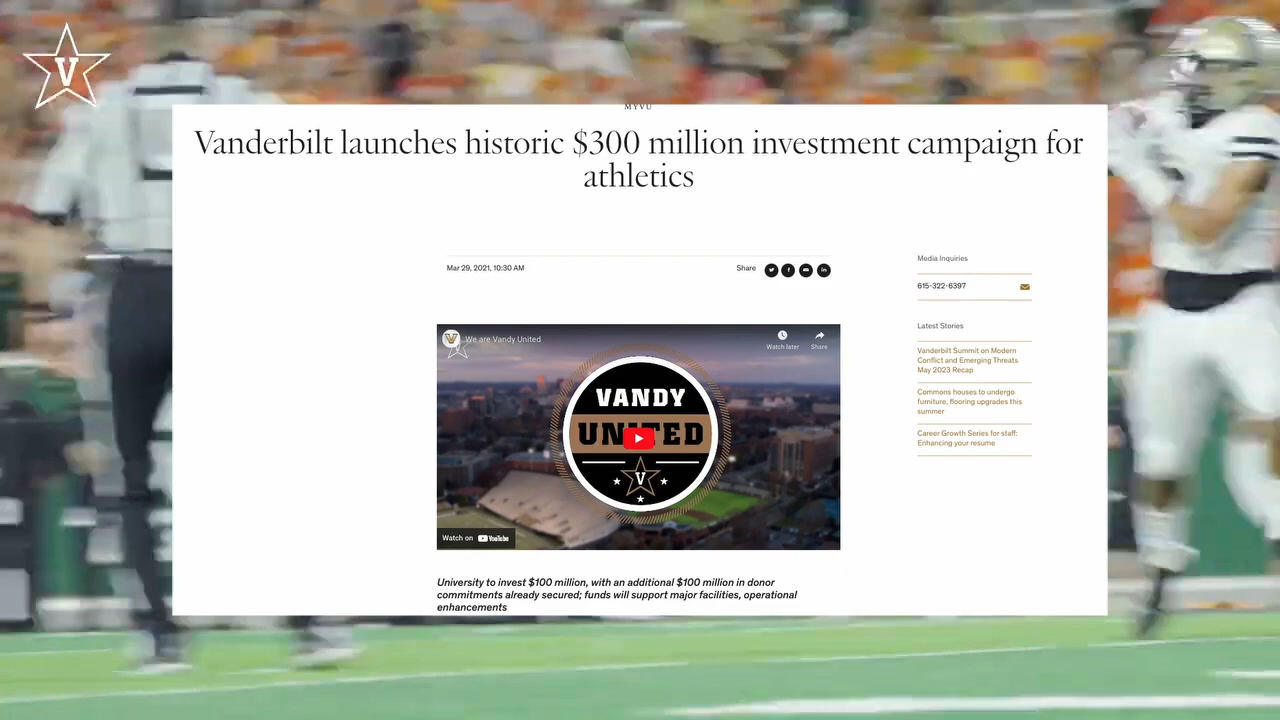 V
MYVU
Vanderbilt launches historic $300 million investment campaign for
athletics
Mar 29, 2021, 10:30 AM
Share
Media Inquiries
615-322-6397
Latest Stories
Vanderbilt Summit on Modern
Conflict and Emerging Threats
May 2023 Recap
Commons houses to undergo
furniture, flooring upgrades this
summer
Career Growth Series for staff:
Enhancing your resume
V
We are Vandy United
Watch later
Share
VANDY
UNITED
V
Watch on YouTube
University to invest $100 million, with an additional $100 million in donor
commitments already secured; funds will support major facilities, operational
enhancements